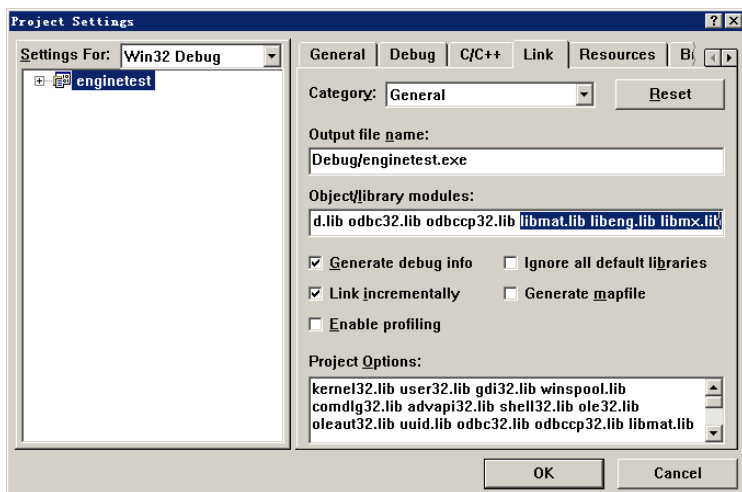 Project Settings
Settings For: Win32 Debug
enginetest
General Debug C/C++ Link Resources
Category: General Reset
Output file name:
Debug/enginetest.exe
Object/library modules:
d.lib odbc32.lib odbccp32.lib libmat.lib libeng.lib libmx.lib
Generate debug info Ignore all default libraries
Link incrementally Generate mapfile
Enable profiling
Project Options:
kernel32.lib user32.lib gdi32.lib winspool.lib
comdlg32.lib advapi32.lib shell32.lib ole32.lib
oleaut32.lib uuid.lib odbc32.lib odbccp32.lib libmat.lib
OK Cancel